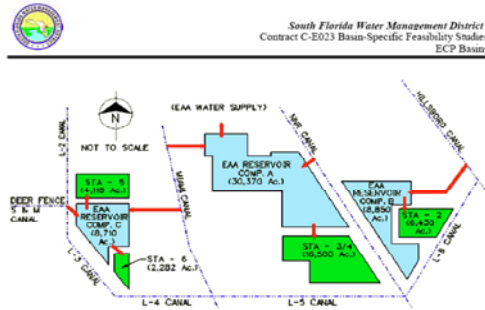 South Florida Water Management District
Contract C-E023 Basin-Specific Feasibility Studies
ECP Basins
(EAA WATER SUPPLY)
N
NOT TO SCALE
L-2 CANAL
MIAMI CANAL
NNR CANAL
HILLSBORO CANAL
EAA
RESERVOIR
COMP. A
(30,370 Ac.)
STA - 5
(4,118 Ac.)
DEER FENCE
S & M
CANAL
EAA
RESERVOIR
COMP. C
(8,710
Ac.)
EAA
RESERVOIR
COMP. B
(8,850
Ac.)
STA - 2
(6,430 Ac.)
STA - 3/4
(16,500 Ac.)
STA - 6
(2,282 Ac.)
L-3 CANAL
L-4 CANAL
L-5 CANAL
L-6 CANAL